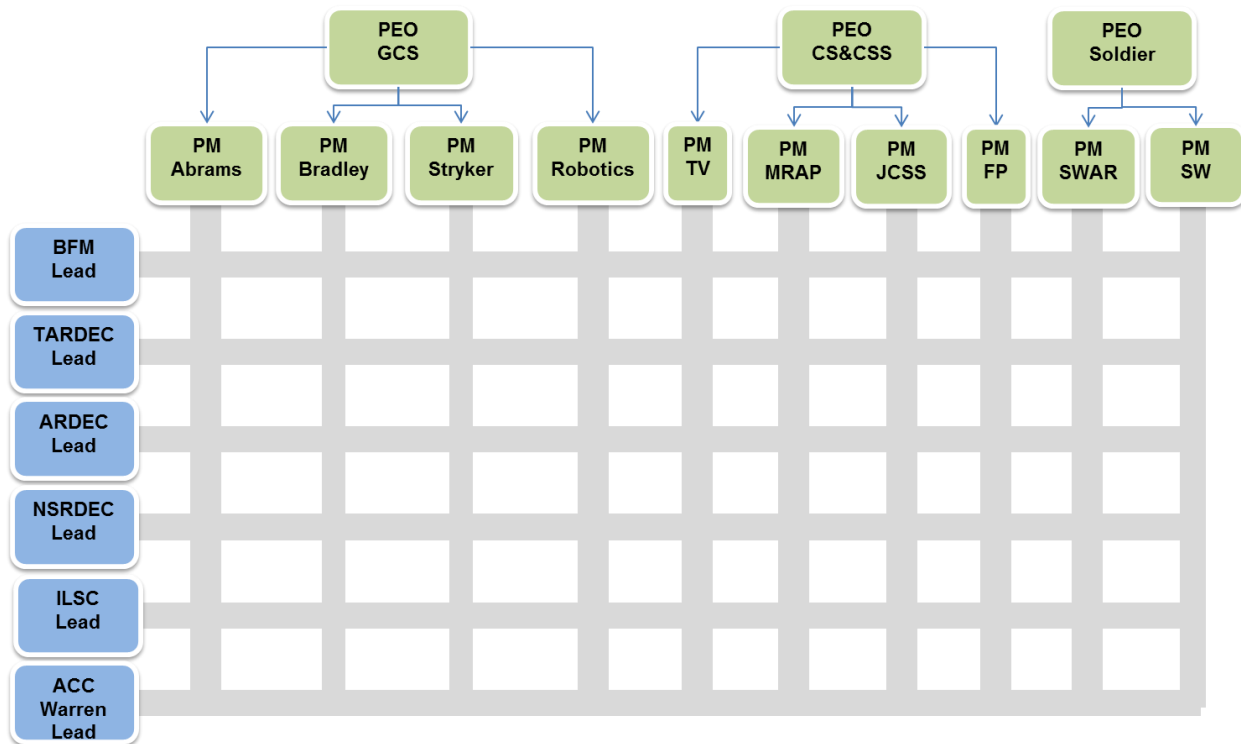 PEO
GCS
PEO
CS&CSS
PEO
Soldier
PM
Abrams
PM
Bradley
PM
Stryker
PM
Robotics
PM
TV
PM
MRAP
PM
JCSS
PM
FP
PM
SWAR
PM
SW
BFM
Lead
TARDEC
Lead
ARDEC
Lead
NSRDEC
Lead
ILSC
Lead
ACC
Warren
Lead